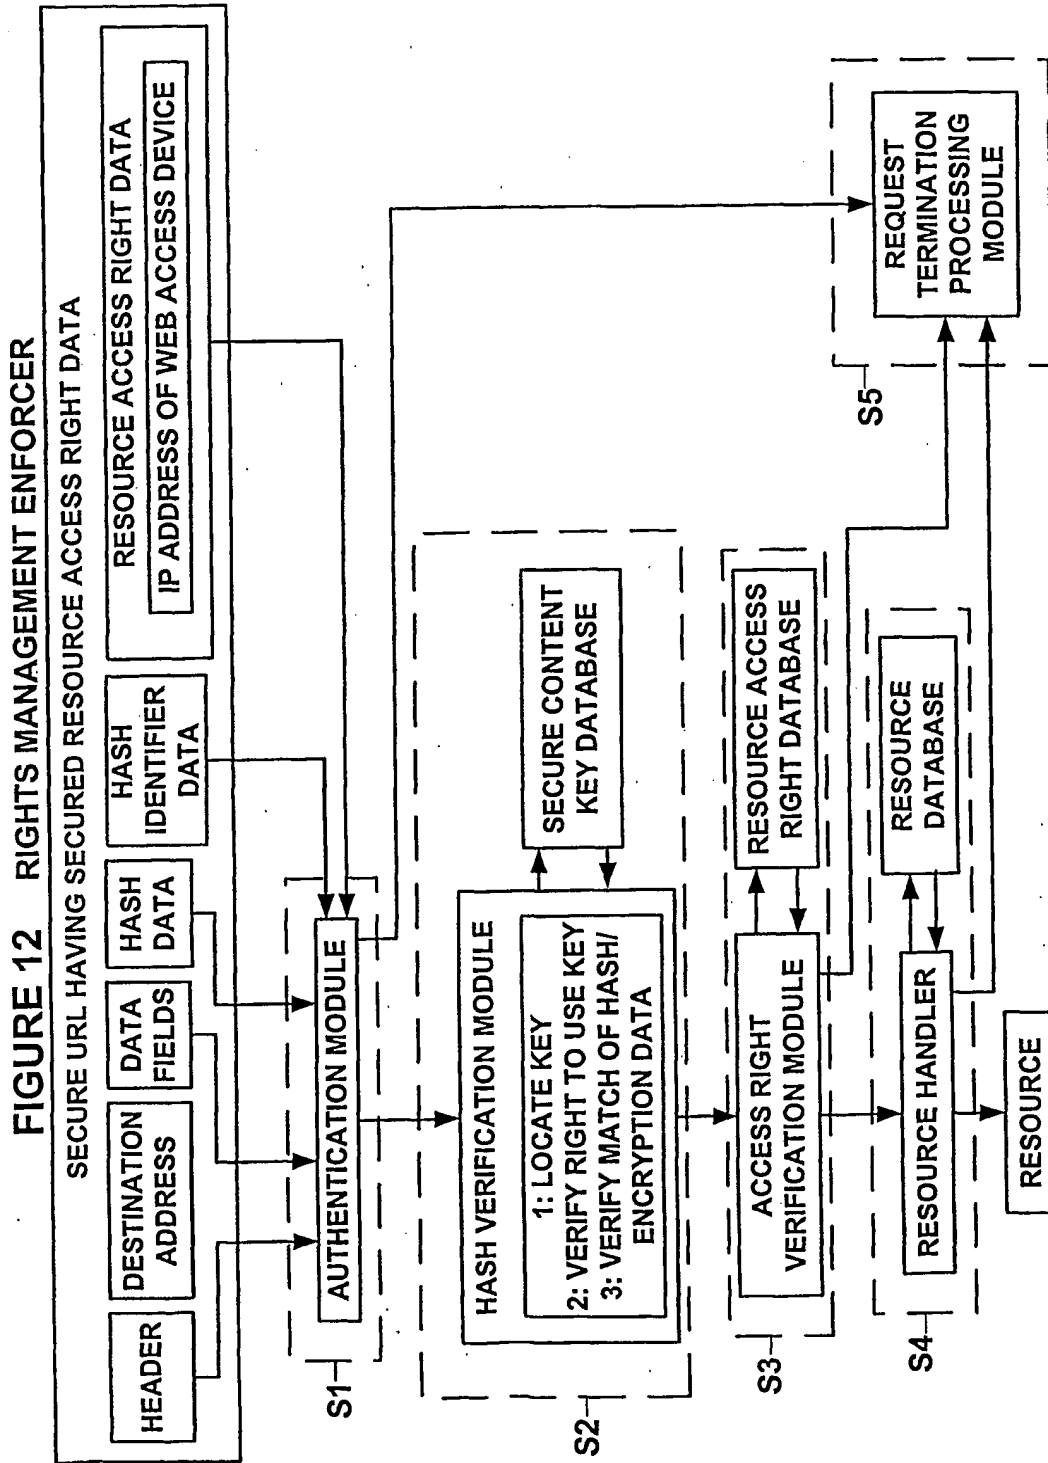 FIGURE 12 RIGHTS MANAGEMENT ENFORCER
SECURE URL HAVING SECURED RESOURCE ACCESS RIGHT DATA
HEADER
DESTINATION
ADDRESS
DATA
FIELDS
HASH
DATA
HASH
IDENTIFIER
DATA
RESOURCE ACCESS RIGHT DATA
IP ADDRESS OF WEB ACCESS DEVICE
S1
AUTHENTICATION MODULE
S2
HASH VERIFICATION MODULE
1: LOCATE KEY
2: VERIFY RIGHT TO USE KEY
3: VERIFY MATCH OF HASH/
ENCRYPTION DATA
SECURE CONTENT
KEY DATABASE
S3
ACCESS RIGHT
VERIFICATION MODULE
RESOURCE ACCESS
RIGHT DATABASE
S4
RESOURCE HANDLER
RESOURCE
DATABASE
RESOURCE
S5
REQUEST
TERMINATION
PROCESSING
MODULE